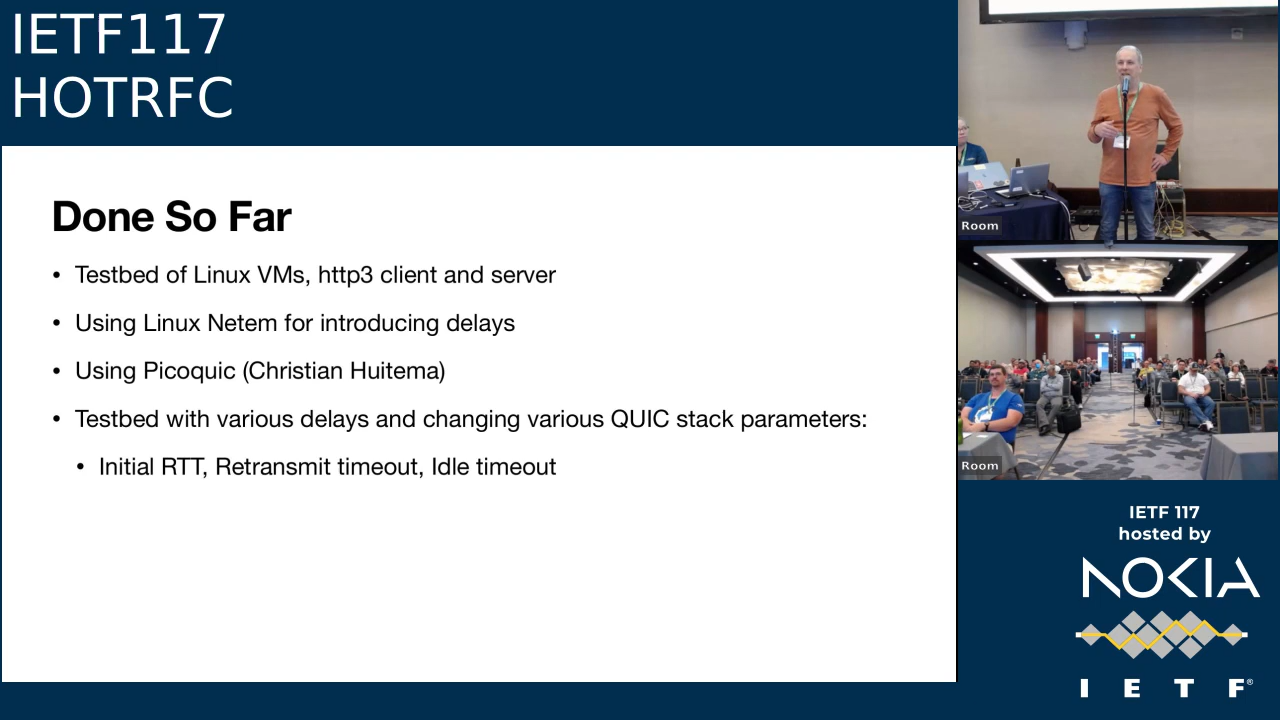 IETF117
HOTRFC
Done So Far
• Testbed of Linux VMs, http3 client and server
• Using Linux Netem for introducing delays
• Using Picoquic (Christian Huitema)
• Testbed with various delays and changing various QUIC stack parameters:
• Initial RTT, Retransmit timeout, Idle timeout
Room
Room
IETF 117
hosted by
NOKIA
I E T F®